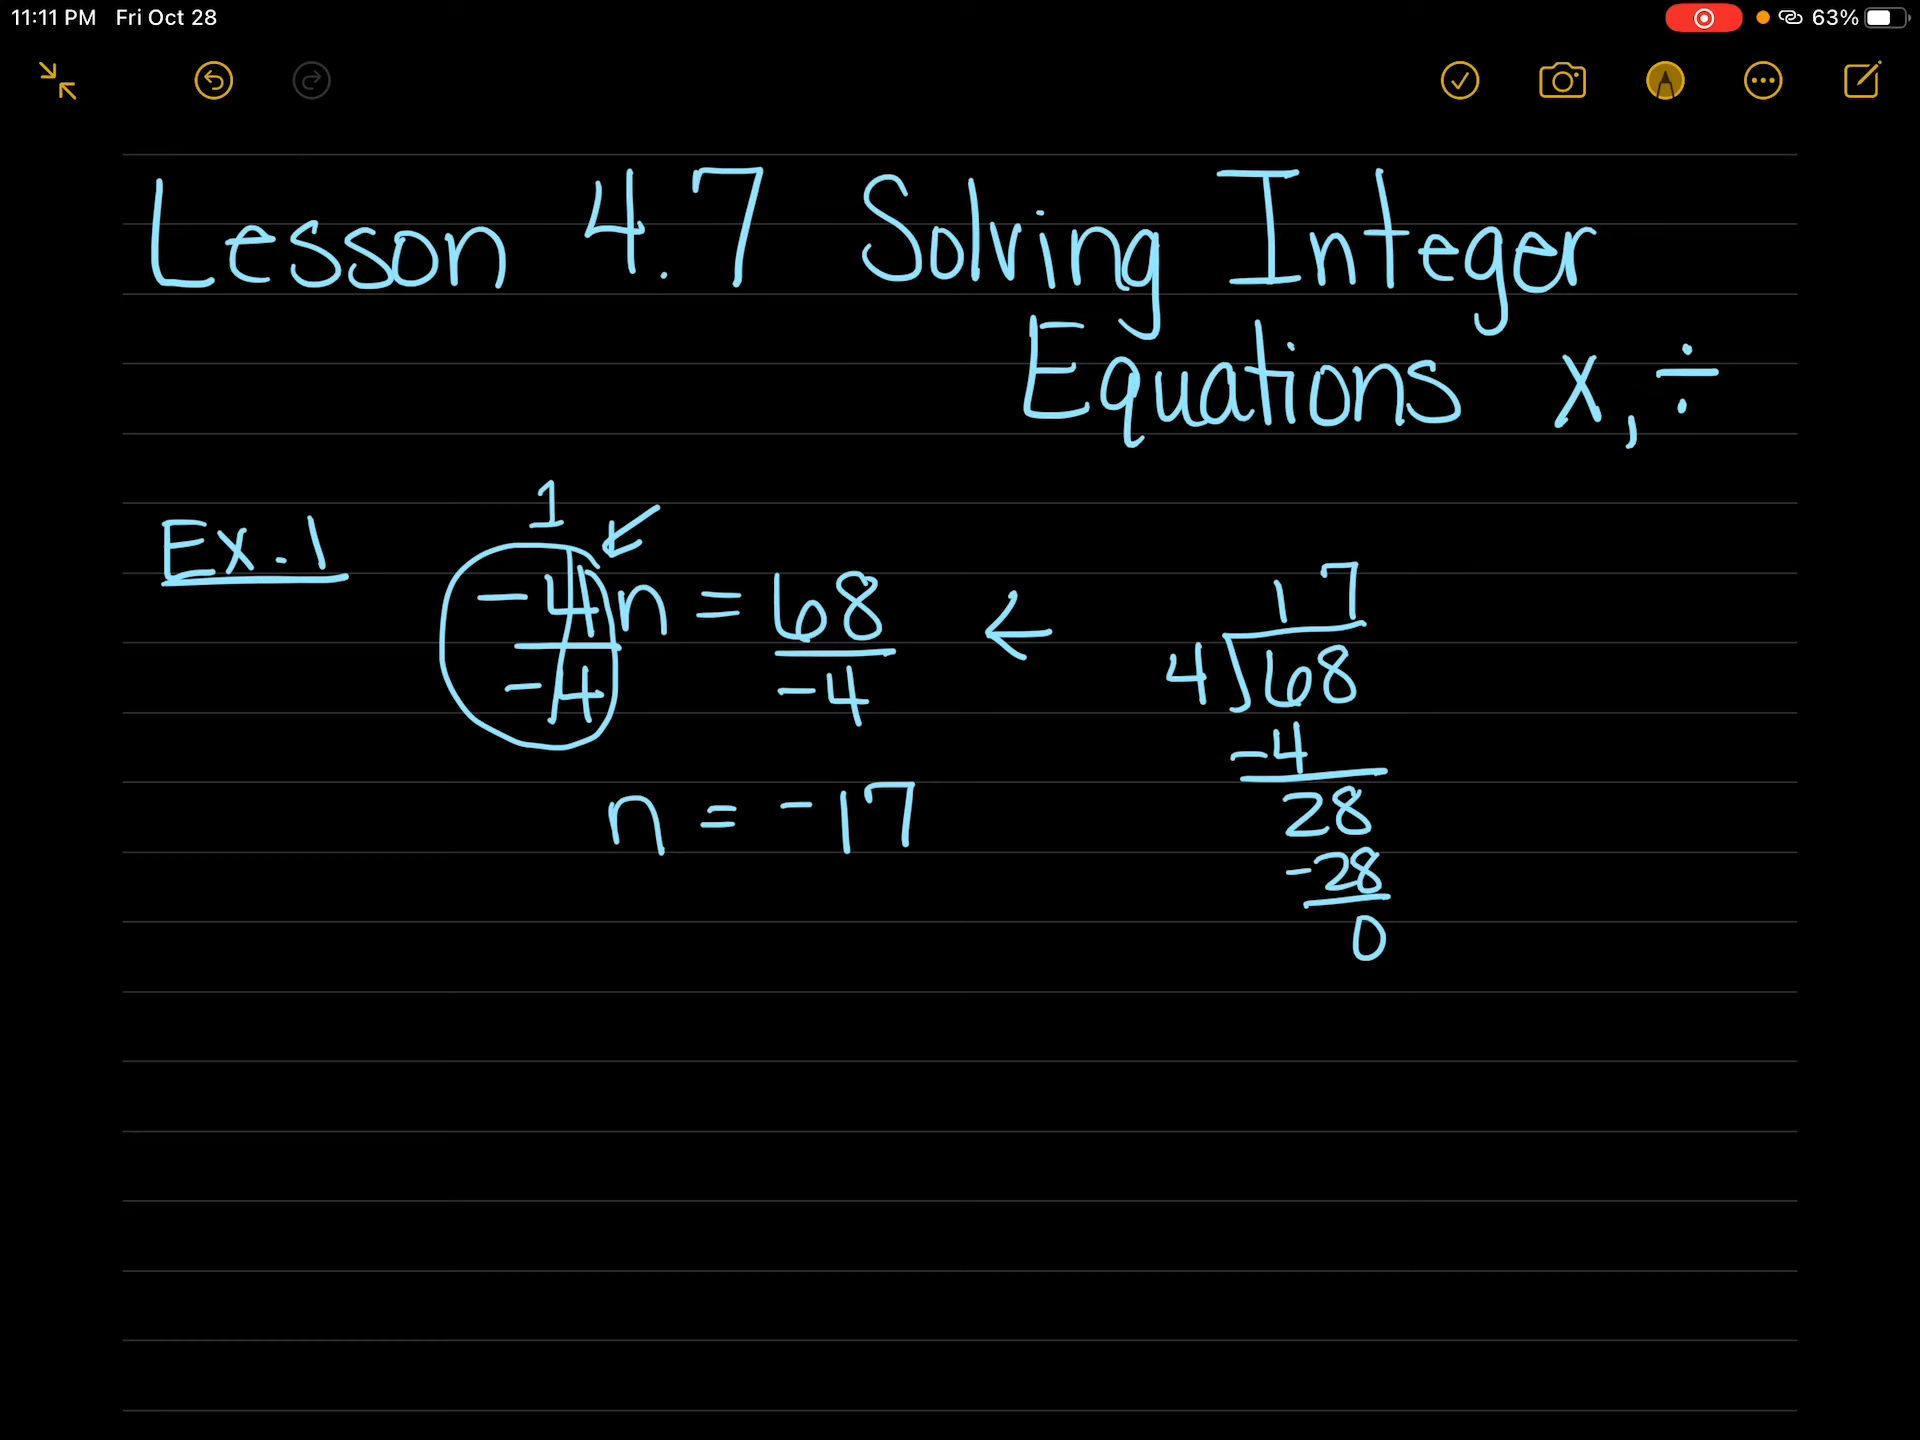 11:11 PM Fri Oct 28 63%
Lesson 4.7 Solving Integer
Equations x, ÷
Ex. 1
1
-4n = 68
-4 -4
n = -17
17
4)68
-4
28
-28
0